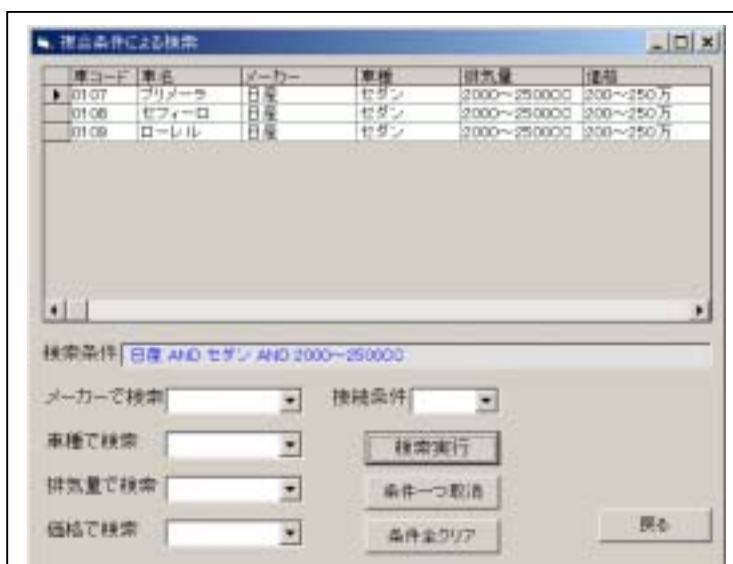 複合条件による検索
車コード 車名 メーカー 車種 排気量 価格
0107 プリメーラ 日産 セダン 2000〜2500CC 200〜250万
0108 セフィーロ 日産 セダン 2000〜2500CC 200〜250万
0109 ローレル 日産 セダン 2000〜2500CC 200〜250万
検索条件 日産 AND セダン AND 2000〜2500CC
メーカーで検索 接続条件
車種で検索 検索実行
排気量で検索 条件一つ取消
価格で検索 条件全クリア 戻る